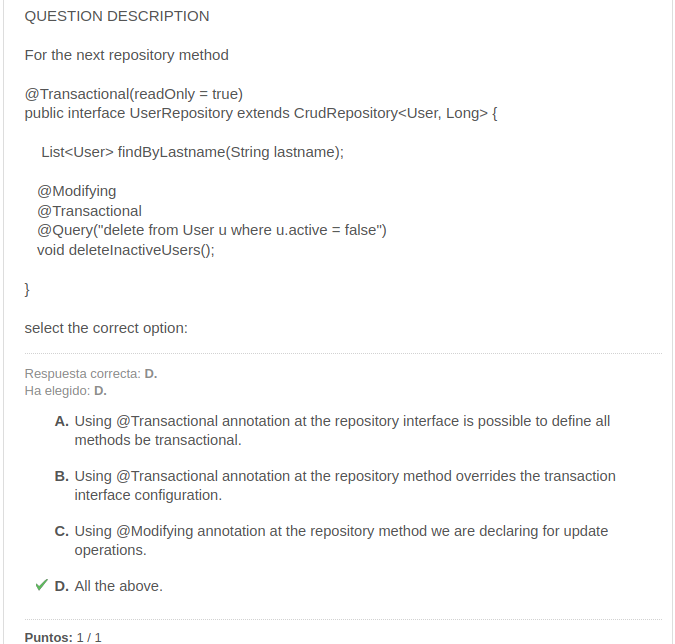 QUESTION DESCRIPTION
For the next repository method
@Transactional(readOnly = true)
public interface UserRepository extends CrudRepository<User, Long> {
List<User> findByLastname(String lastname);
@Modifying
@Transactional
@Query("delete from User u where u.active = false")
void deleteInactiveUsers();
}
select the correct option:
Respuesta correcta: D.
Ha elegido: D.
A. Using @Transactional annotation at the repository interface is possible to define all
methods be transactional.
B. Using @Transactional annotation at the repository method overrides the transaction
interface configuration.
C. Using @Modifying annotation at the repository method we are declaring for update
operations.
D. All the above.
Puntos: 1 / 1